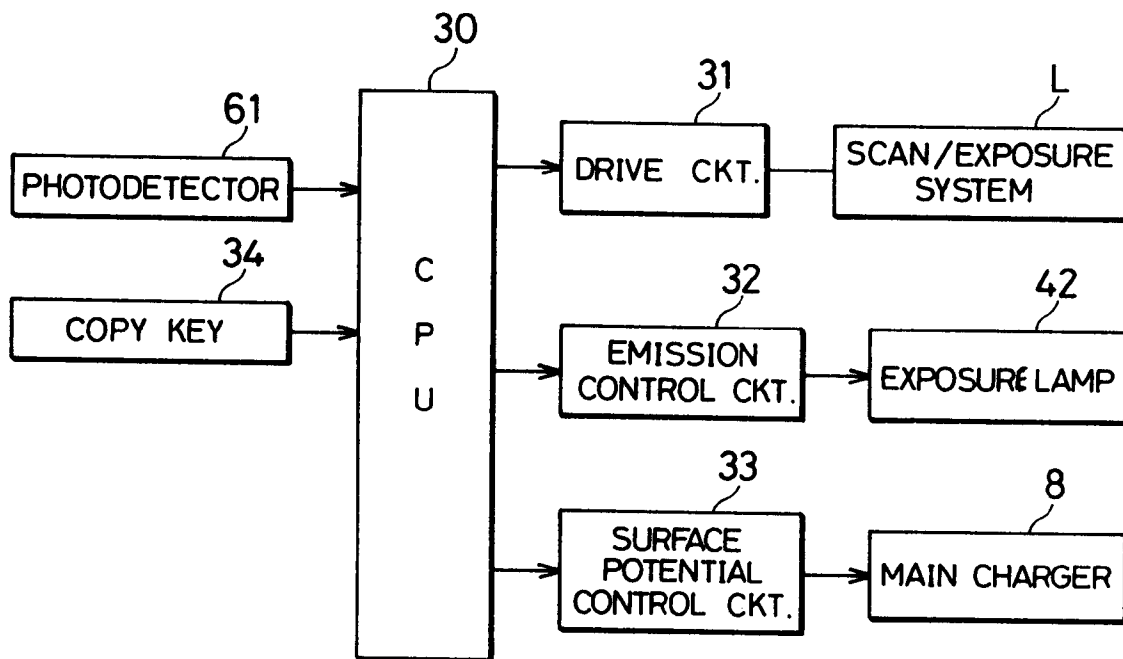 30
61
PHOTODETECTOR
34
COPY KEY
C
P
U
31
DRIVE CKT.
L
SCAN/EXPOSURE
SYSTEM
32
EMISSION
CONTROL CKT.
42
EXPOSURE LAMP
33
SURFACE
POTENTIAL
CONTROL CKT.
8
MAIN CHARGER